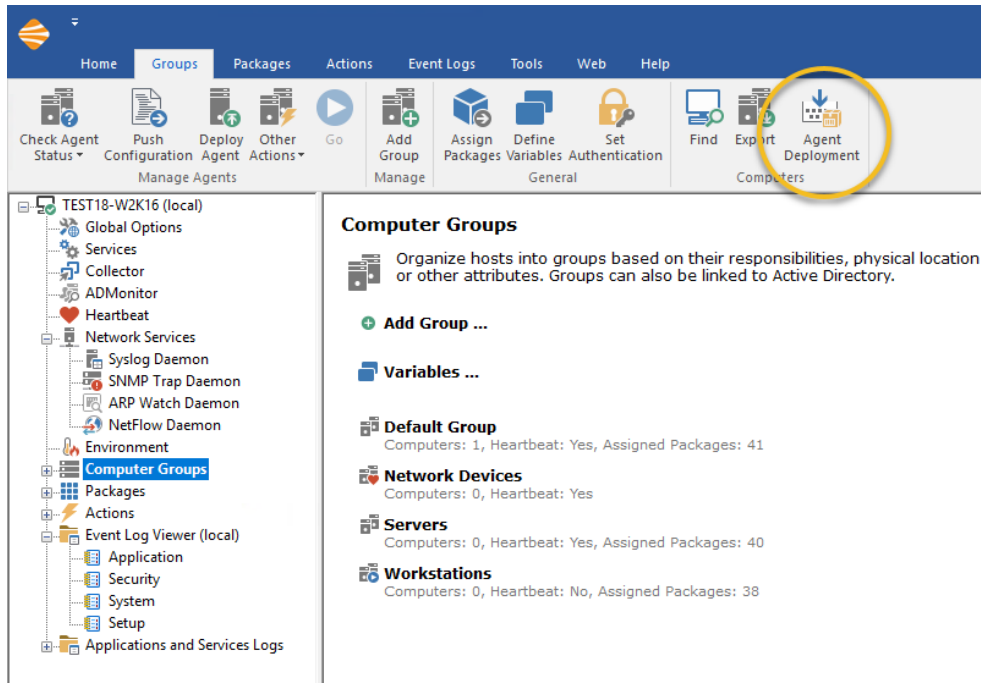 Home Groups Packages Actions Event Logs Tools Web Help
Check Agent Push Deploy Other Go Add Assign Define Set Find Export Agent
Status Configuration Agent Actions Group Packages Variables Authentication Deployment
Manage Agents Manage General Computers
TEST18-W2K16 (local)
Global Options
Services
Collector
ADMonitor
Heartbeat
Network Services
Syslog Daemon
SNMP Trap Daemon
ARP Watch Daemon
NetFlow Daemon
Environment
Computer Groups
Packages
Actions
Event Log Viewer (local)
Application
Security
System
Setup
Applications and Services Logs
Computer Groups
Organize hosts into groups based on their responsibilities, physical location
or other attributes. Groups can also be linked to Active Directory.
Add Group ...
Variables ...
Default Group
Computers: 1, Heartbeat: Yes, Assigned Packages: 41
Network Devices
Computers: 0, Heartbeat: Yes
Servers
Computers: 0, Heartbeat: Yes, Assigned Packages: 40
Workstations
Computers: 0, Heartbeat: No, Assigned Packages: 38